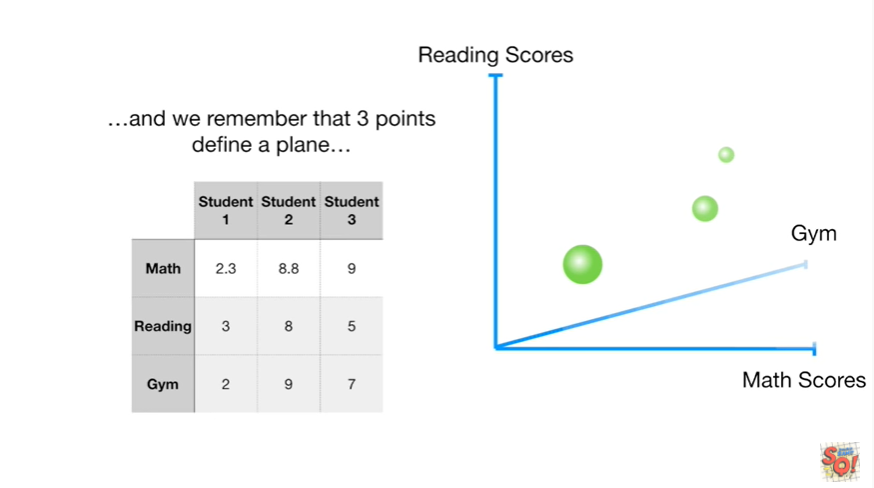 Reading Scores
…and we remember that 3 points
define a plane…
Student 1 Student 2 Student 3
Math 2.3 8.8 9
Reading 3 8 5
Gym 2 9 7
Gym
Math Scores
SQ!